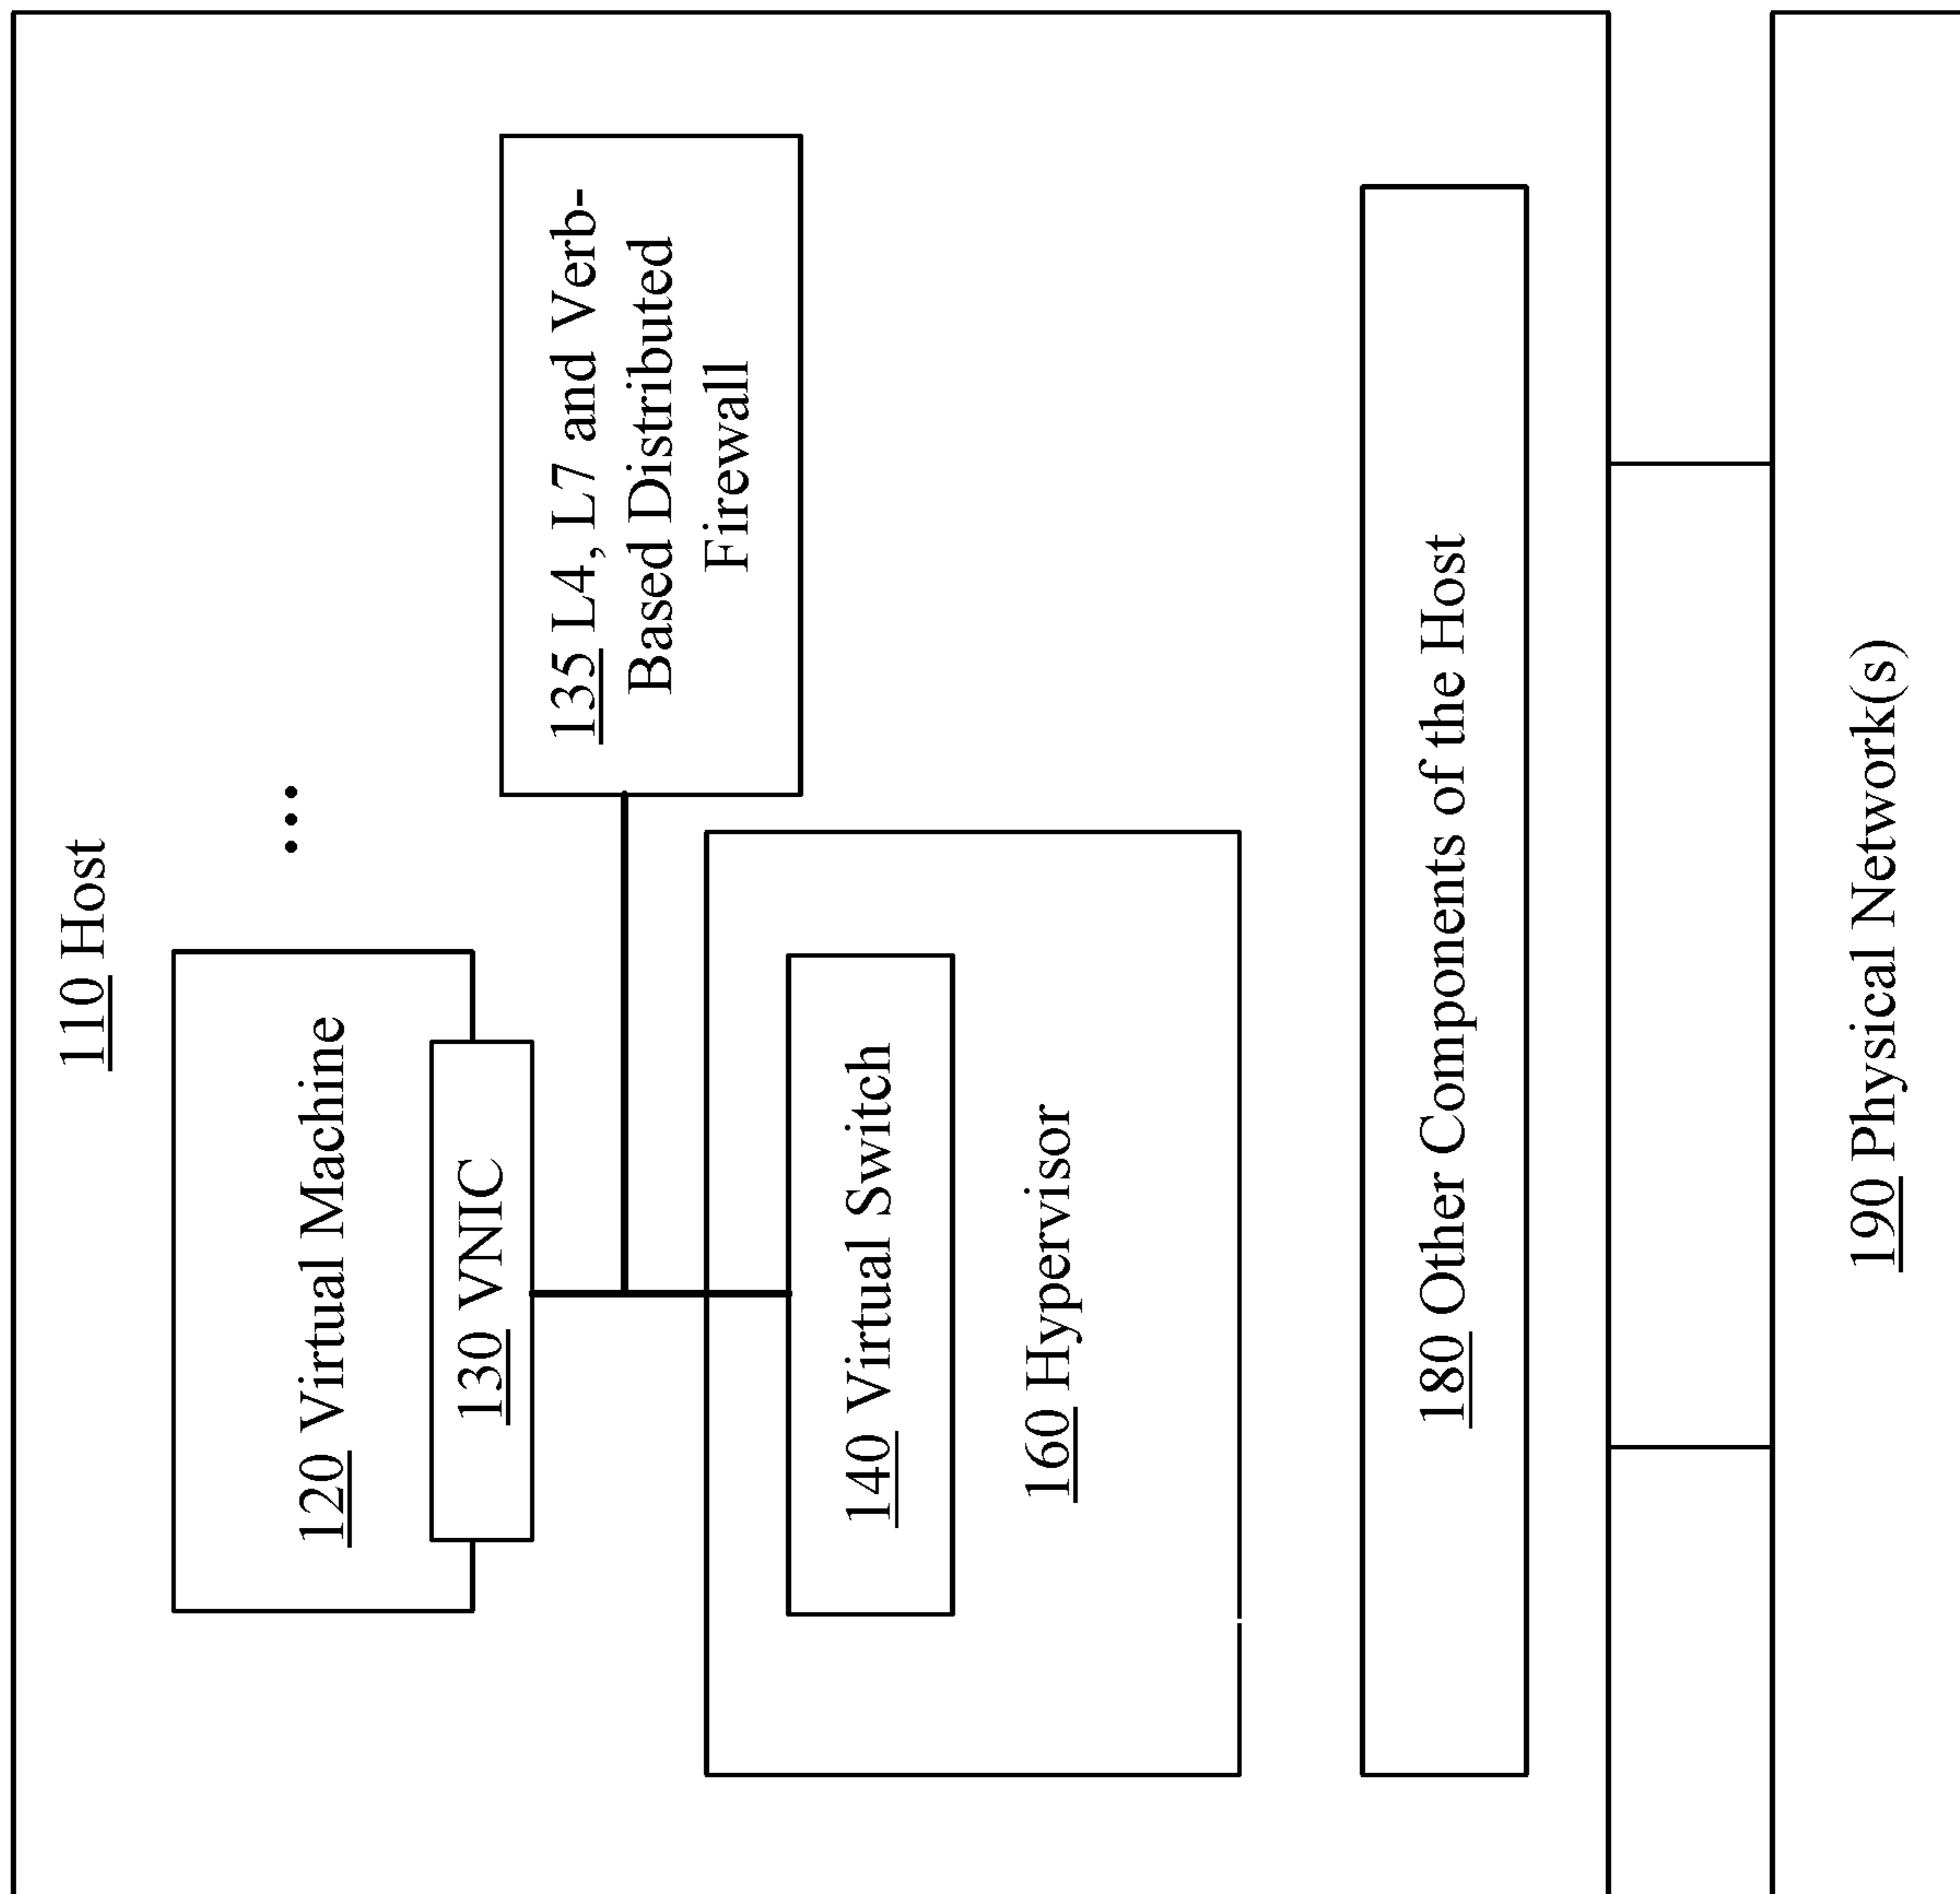 110 Host
120 Virtual Machine
...
130 VNIC
135 L4, L7 and Verb-
Based Distributed
Firewall
140 Virtual Switch
160 Hypervisor
180 Other Components of the Host
190 Physical Network(s)